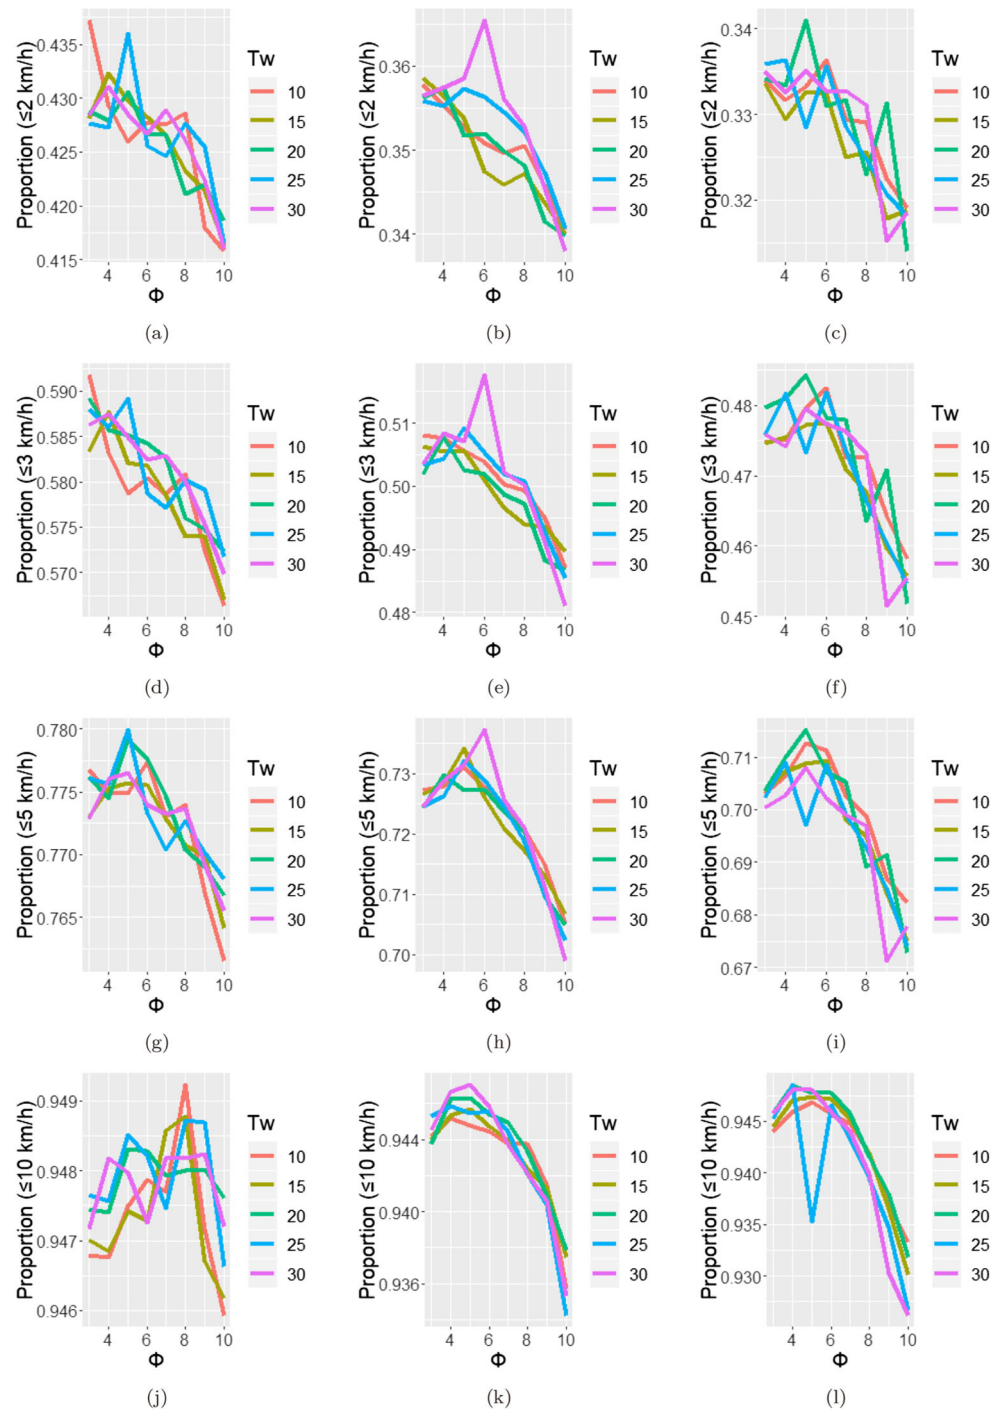 Proportion (≤2 km/h)
0.435
0.430
0.425
0.420
0.415
4 6 8 10
Φ
Tw
10
15
20
25
30
(a)
Proportion (≤2 km/h)
0.36
0.35
0.34
4 6 8 10
Φ
Tw
10
15
20
25
30
(b)
Proportion (≤2 km/h)
0.34
0.33
0.32
4 6 8 10
Φ
Tw
10
15
20
25
30
(c)
Proportion (≤3 km/h)
0.590
0.585
0.580
0.575
0.570
4 6 8 10
Φ
Tw
10
15
20
25
30
(d)
Proportion (≤3 km/h)
0.51
0.50
0.49
0.48
4 6 8 10
Φ
Tw
10
15
20
25
30
(e)
Proportion (≤3 km/h)
0.48
0.47
0.46
0.45
4 6 8 10
Φ
Tw
10
15
20
25
30
(f)
Proportion (≤5 km/h)
0.780
0.775
0.770
0.765
4 6 8 10
Φ
Tw
10
15
20
25
30
(g)
Proportion (≤5 km/h)
0.73
0.72
0.71
0.70
4 6 8 10
Φ
Tw
10
15
20
25
30
(h)
Proportion (≤5 km/h)
0.71
0.70
0.69
0.68
0.67
4 6 8 10
Φ
Tw
10
15
20
25
30
(i)
Proportion (≤10 km/h)
0.949
0.948
0.947
0.946
4 6 8 10
Φ
Tw
10
15
20
25
30
(j)
Proportion (≤10 km/h)
0.944
0.940
0.936
4 6 8 10
Φ
Tw
10
15
20
25
30
(k)
Proportion (≤10 km/h)
0.945
0.940
0.935
0.930
4 6 8 10
Φ
Tw
10
15
20
25
30
(l)